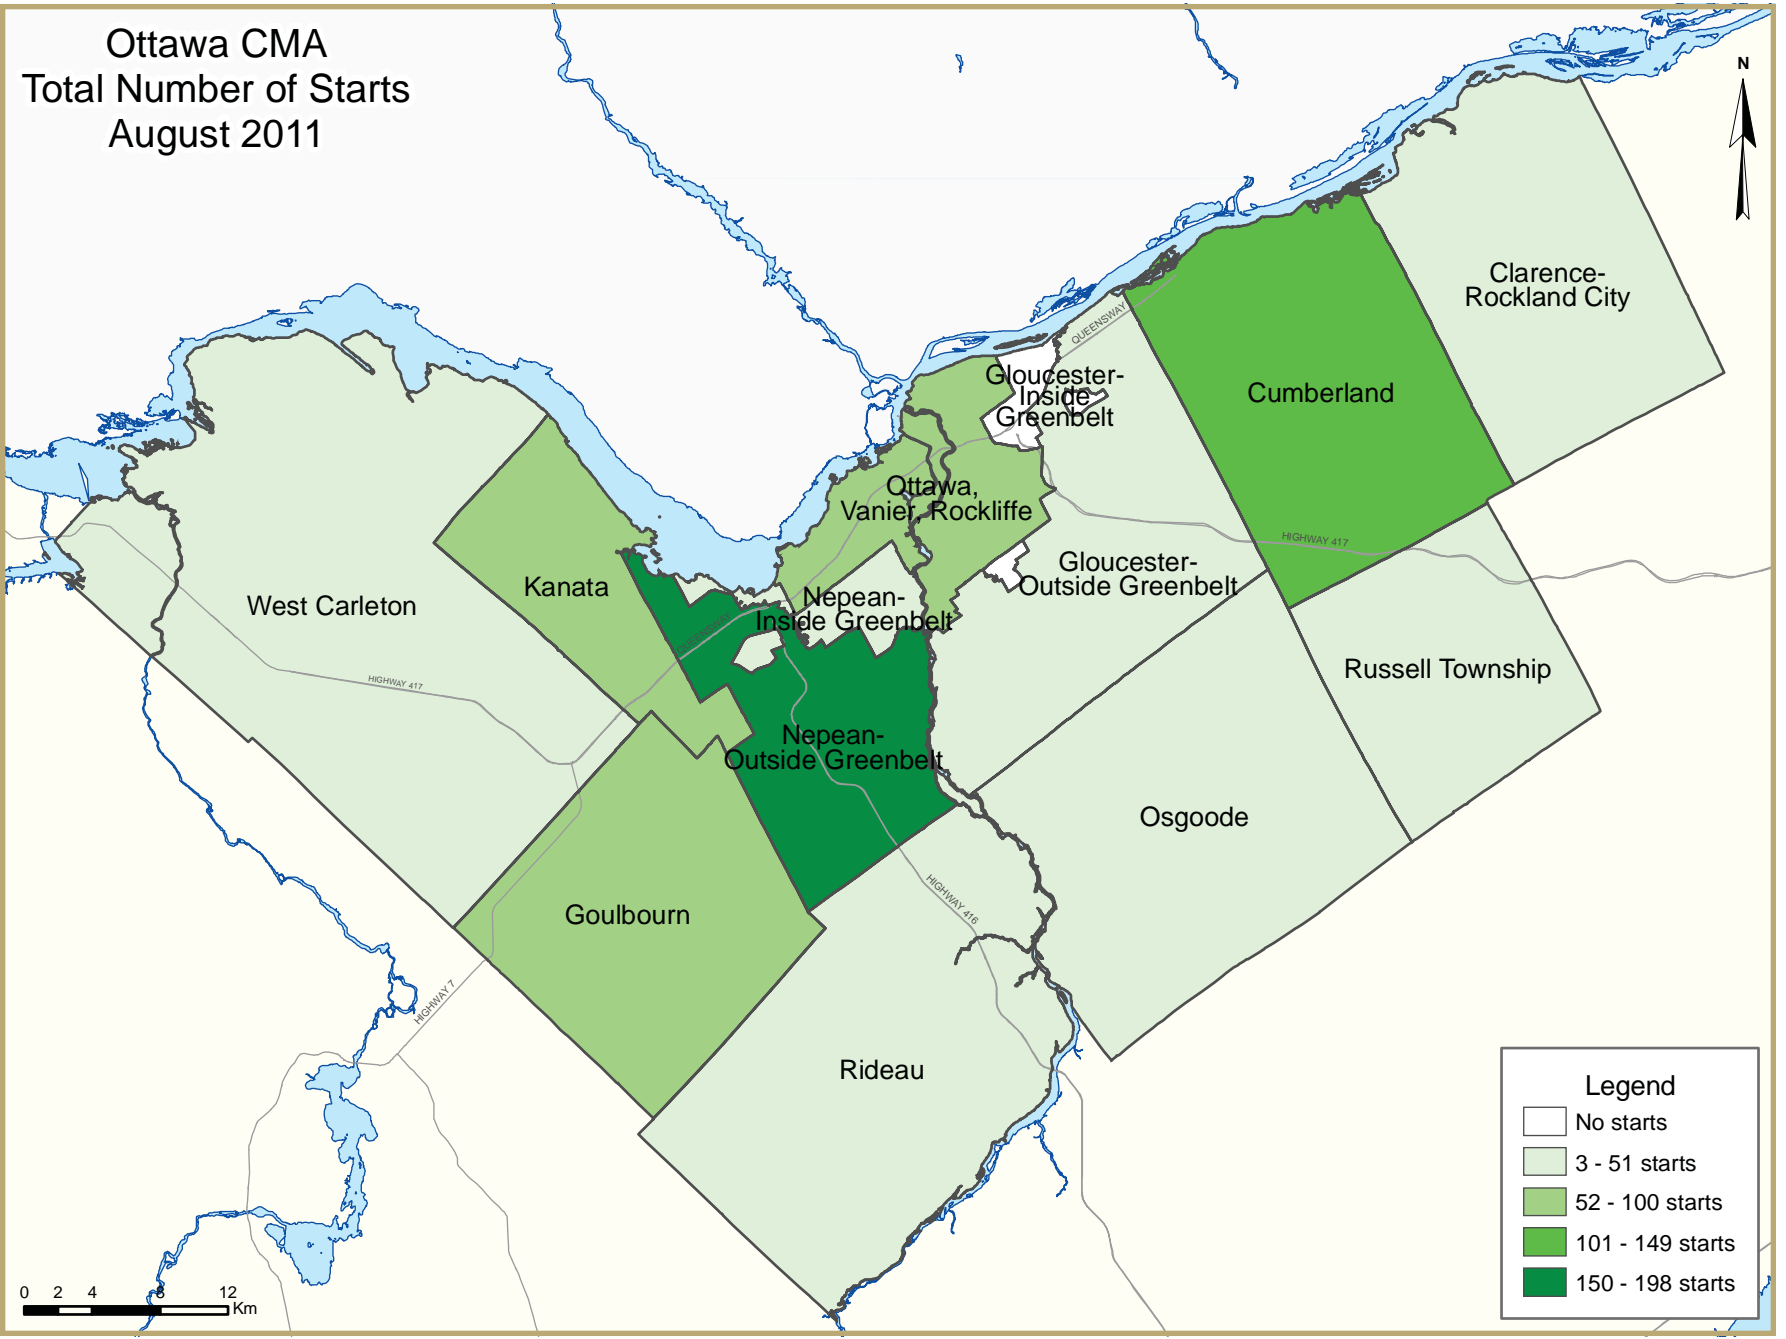 Ottawa CMA
Total Number of Starts
August 2011
N
Clarence-
Rockland City
QUEENSWAY
Gloucester-
Inside
Greenbelt
Cumberland
Ottawa,
Vanier, Rockliffe
HIGHWAY 417
Gloucester-
Outside Greenbelt
Kanata
West Carleton
Nepean-
Inside Greenbelt
QUEENSWAY
Russell Township
HIGHWAY 417
Nepean-
Outside Greenbelt
Osgoode
HIGHWAY 416
Goulbourn
HIGHWAY 7
Rideau
Legend
No starts
3 - 51 starts
52 - 100 starts
101 - 149 starts
150 - 198 starts
0 2 4 8 12
Km